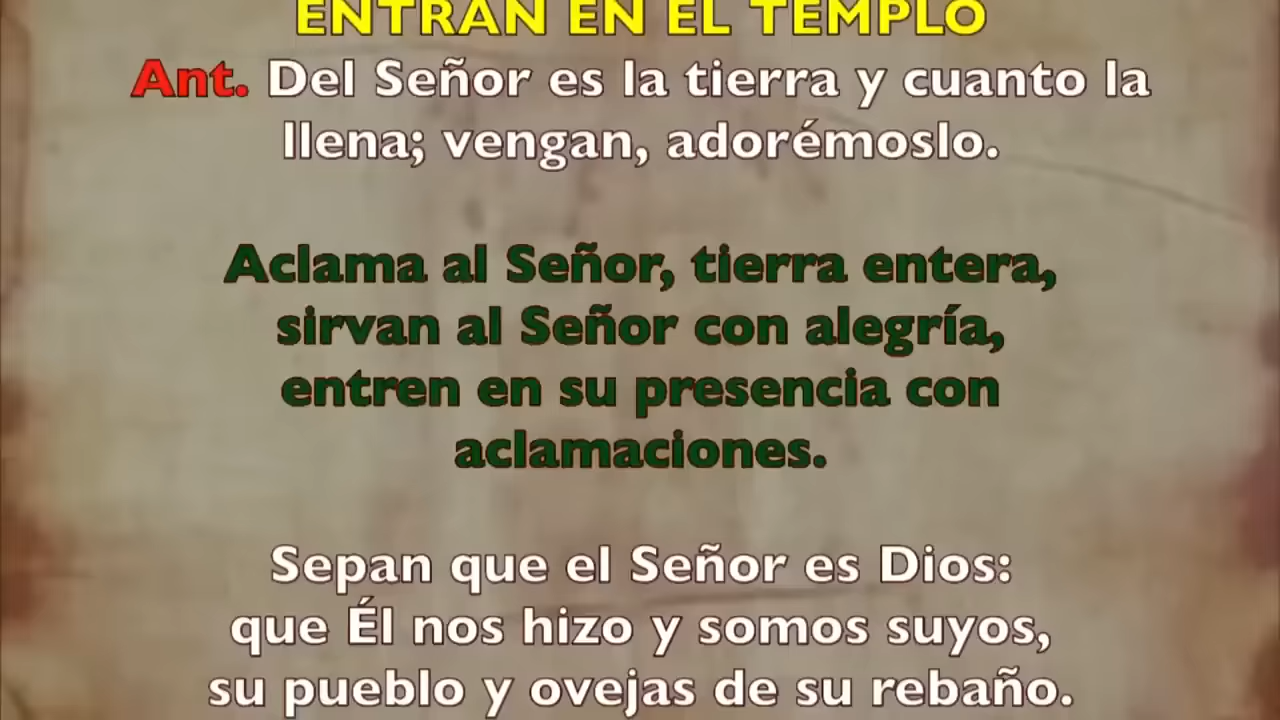 ENTRAN EN EL TEMPLO
Ant. Del Señor es la tierra y cuanto la
llena; vengan, adorémoslo.
Aclama al Señor, tierra entera,
sirvan al Señor con alegría,
entren en su presencia con
aclamaciones.
Sepan que el Señor es Dios:
que Él nos hizo y somos suyos,
su pueblo y ovejas de su rebaño.